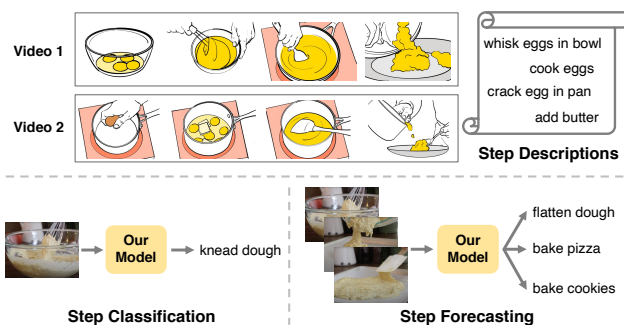 Video 1
Video 2
whisk eggs in bowl
cook eggs
crack egg in pan
add butter
Step Descriptions
Our
Model
knead dough
Step Classification
Our
Model
flatten dough
bake pizza
bake cookies
Step Forecasting